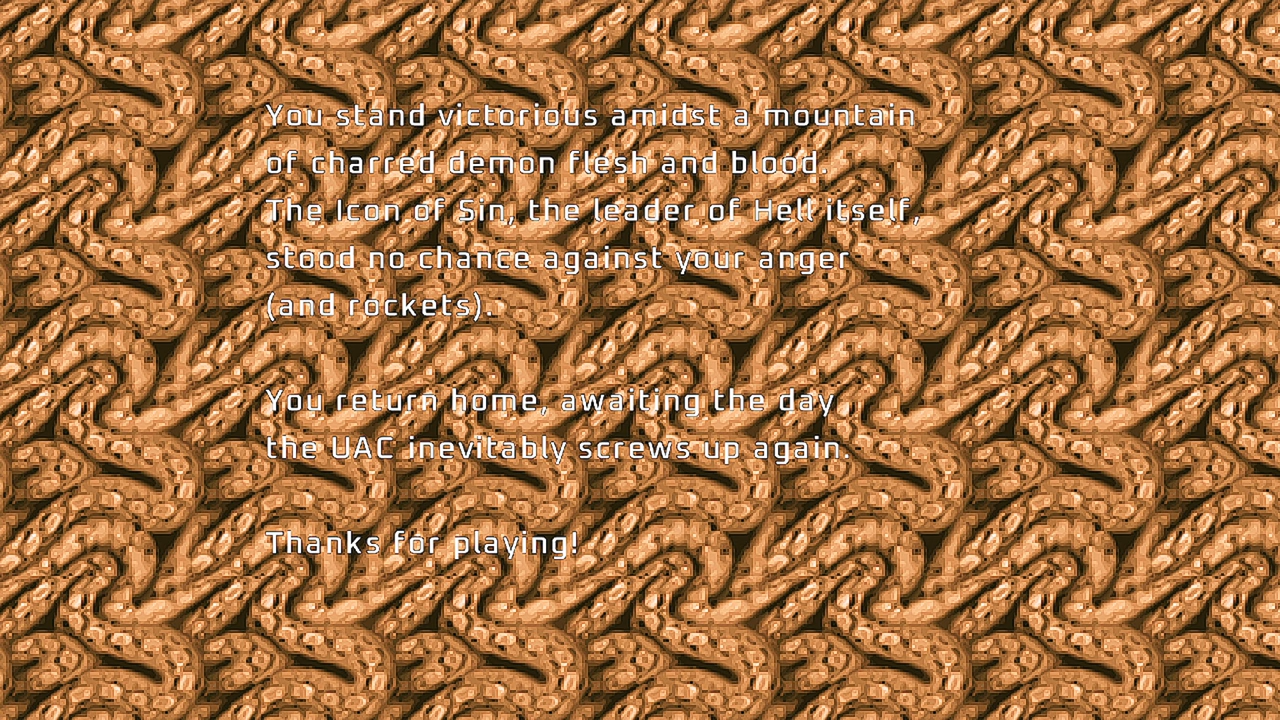 You stand victorious amidst a mountain
of charred demon flesh and blood.
The Icon of Sin, the leader of Hell itself,
stood no chance against your anger
(and rockets).
You return home, awaiting the day
the UAC inevitably screws up again.
Thanks for playing!